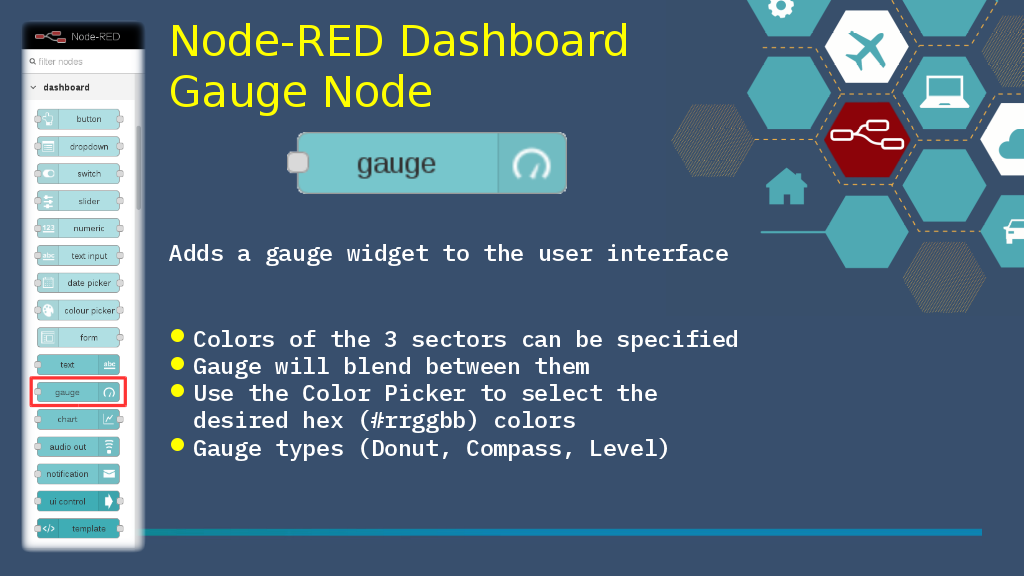 Node-RED
filter nodes
dashboard
button
dropdown
switch
slider
123 numeric
abc text input
date picker
colour picker
form
text abc
gauge
chart
audio out
notification
ui control
</> template
Node-RED Dashboard
Gauge Node
gauge
Adds a gauge widget to the user interface
Colors of the 3 sectors can be specified
Gauge will blend between them
Use the Color Picker to select the
desired hex (#rrggbb) colors
Gauge types (Donut, Compass, Level)